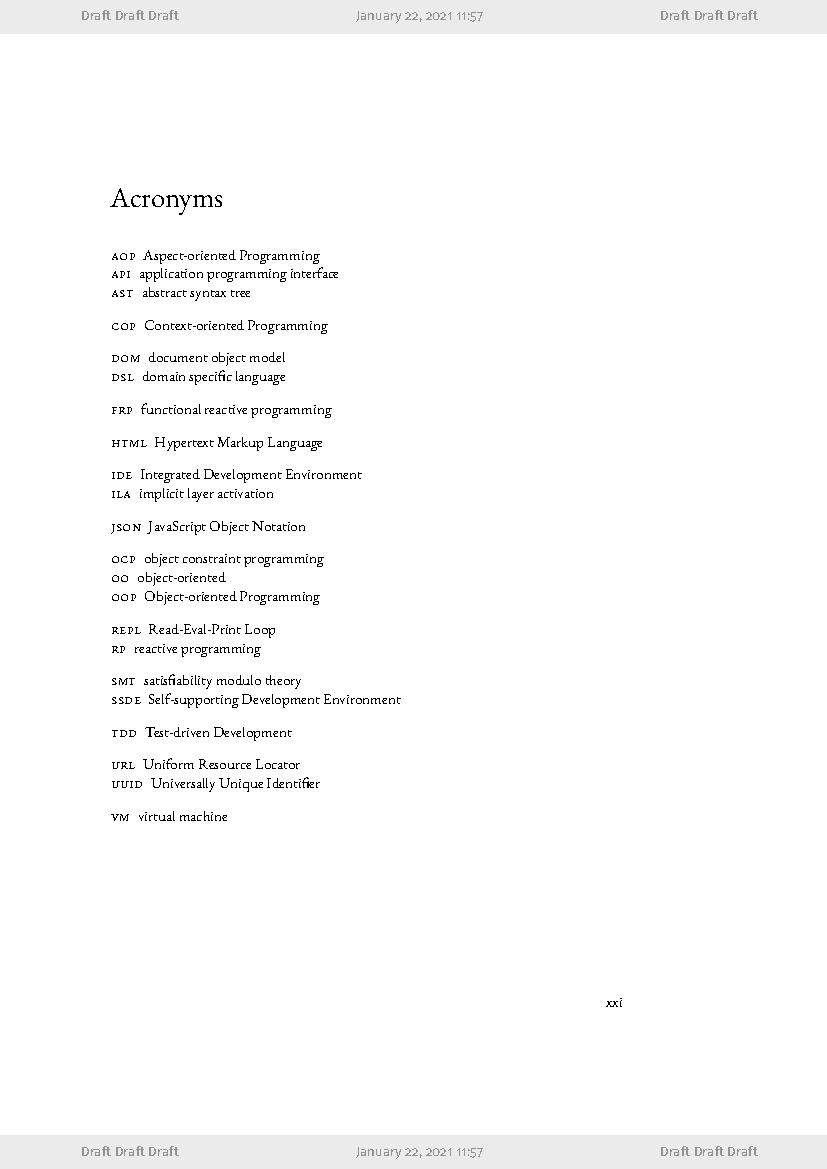 Draft Draft Draft January 22, 2021 11:57 Draft Draft Draft
Acronyms
AOP Aspect-oriented Programming
API application programming interface
AST abstract syntax tree
COP Context-oriented Programming
DOM document object model
DSL domain specific language
FRP functional reactive programming
HTML Hypertext Markup Language
IDE Integrated Development Environment
ILA implicit layer activation
JSON JavaScript Object Notation
OCP object constraint programming
OO object-oriented
OOP Object-oriented Programming
REPL Read-Eval-Print Loop
RP reactive programming
SMT satisfiability modulo theory
SSDE Self-supporting Development Environment
TDD Test-driven Development
URL Uniform Resource Locator
UUID Universally Unique Identifier
VM virtual machine
xxi
Draft Draft Draft January 22, 2021 11:57 Draft Draft Draft